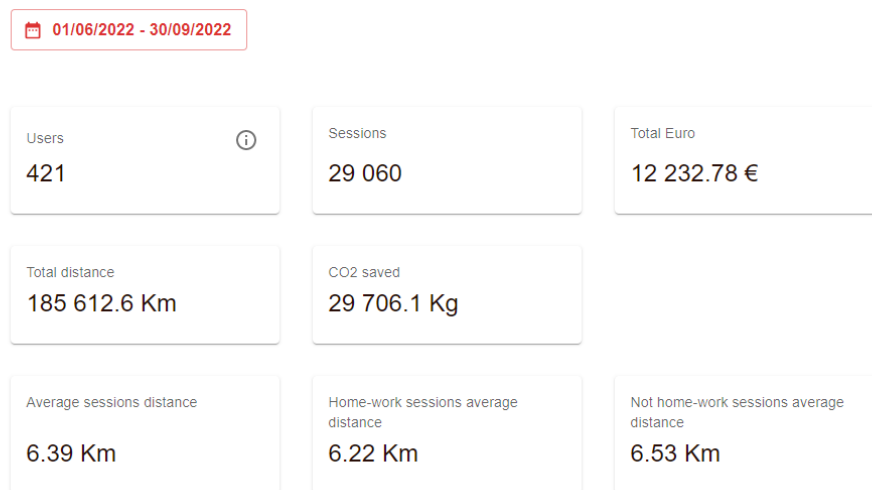 01/06/2022 - 30/09/2022
Users
421
Sessions
29 060
Total Euro
12 232.78 €
Total distance
185 612.6 Km
CO2 saved
29 706.1 Kg
Average sessions distance
6.39 Km
Home-work sessions average
distance
6.22 Km
Not home-work sessions average
distance
6.53 Km